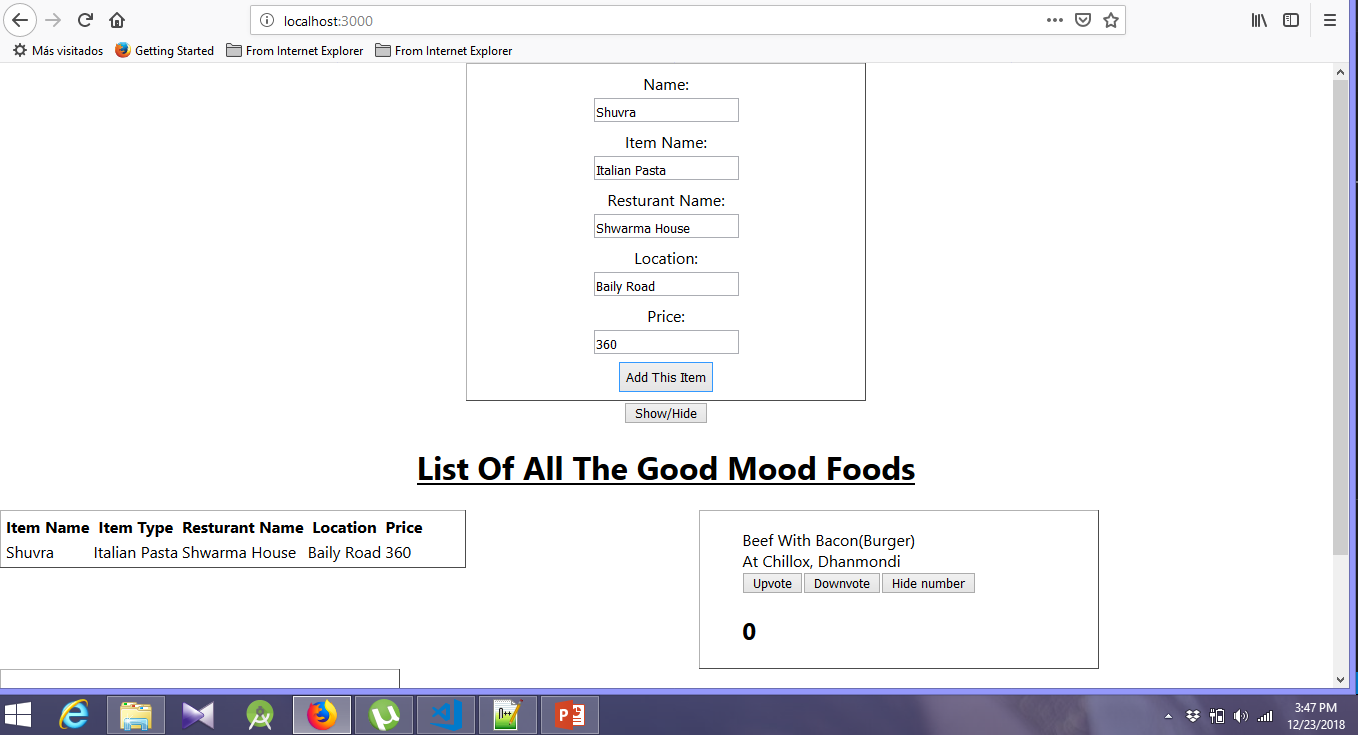 localhost:3000
Más visitados Getting Started From Internet Explorer From Internet Explorer
Name:
Shuvra
Item Name:
Italian Pasta
Resturant Name:
Shwarma House
Location:
Baily Road
Price:
360
Add This Item
Show/Hide
List Of All The Good Mood Foods
Item Name Item Type Resturant Name Location Price
Shuvra Italian Pasta Shwarma House Baily Road 360
Beef With Bacon(Burger)
At Chillox, Dhanmondi
Upvote Downvote Hide number
0
3:47 PM
12/23/2018